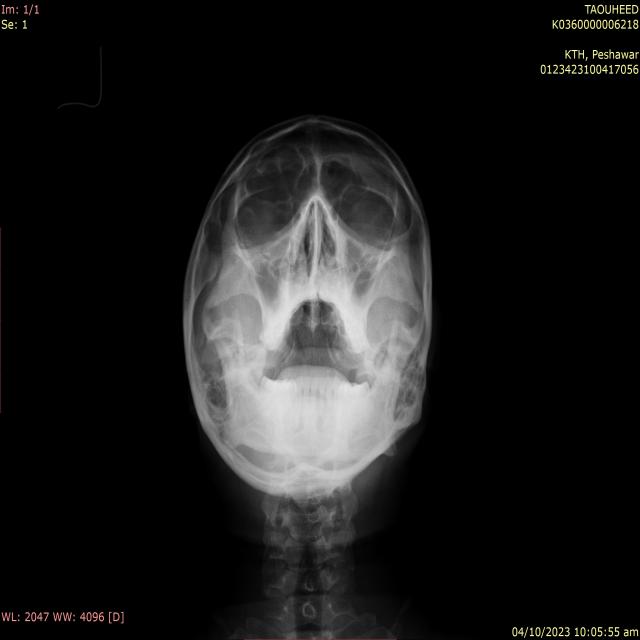 Im: 1/1
Se: 1
TAOUHEED
K0360000006218
KTH, Peshawar
0123423100417056
WL: 2047 WW: 4096 [D]
04/10/2023 10:05:55 am